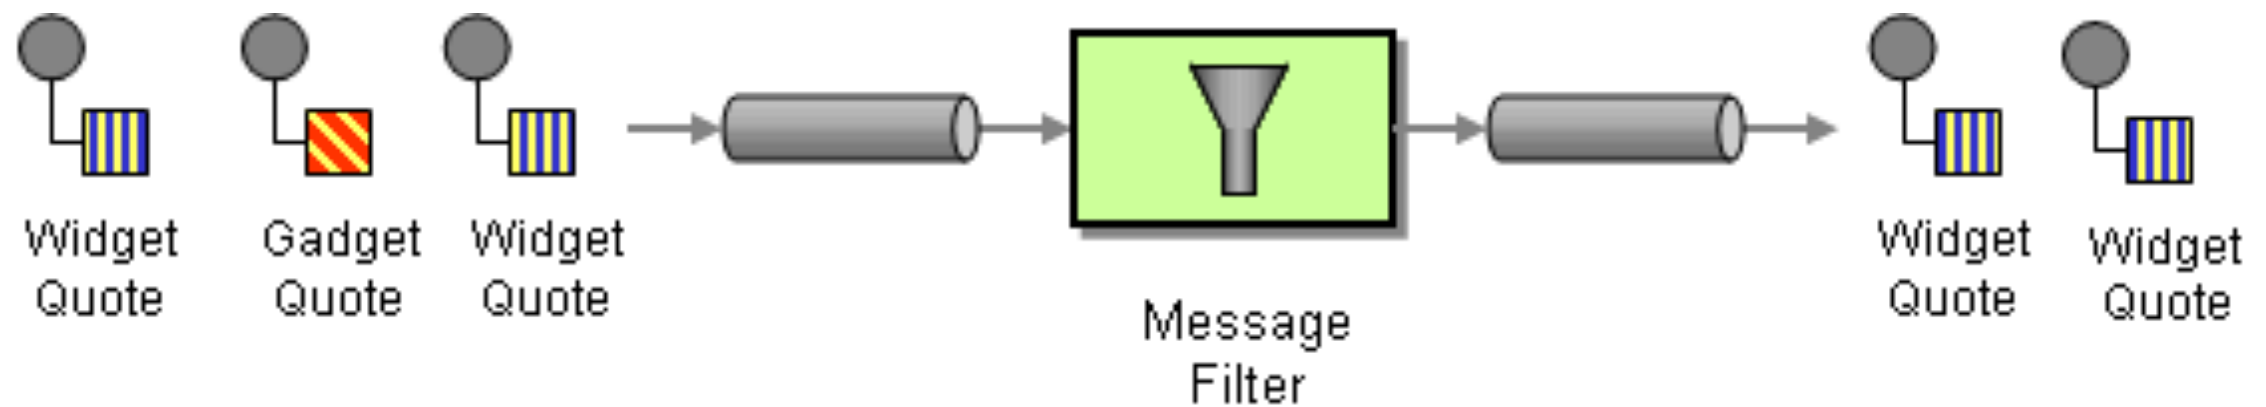 Widget
Quote
Gadget
Quote
Widget
Quote
Message
Filter
Widget
Quote
Widget
Quote